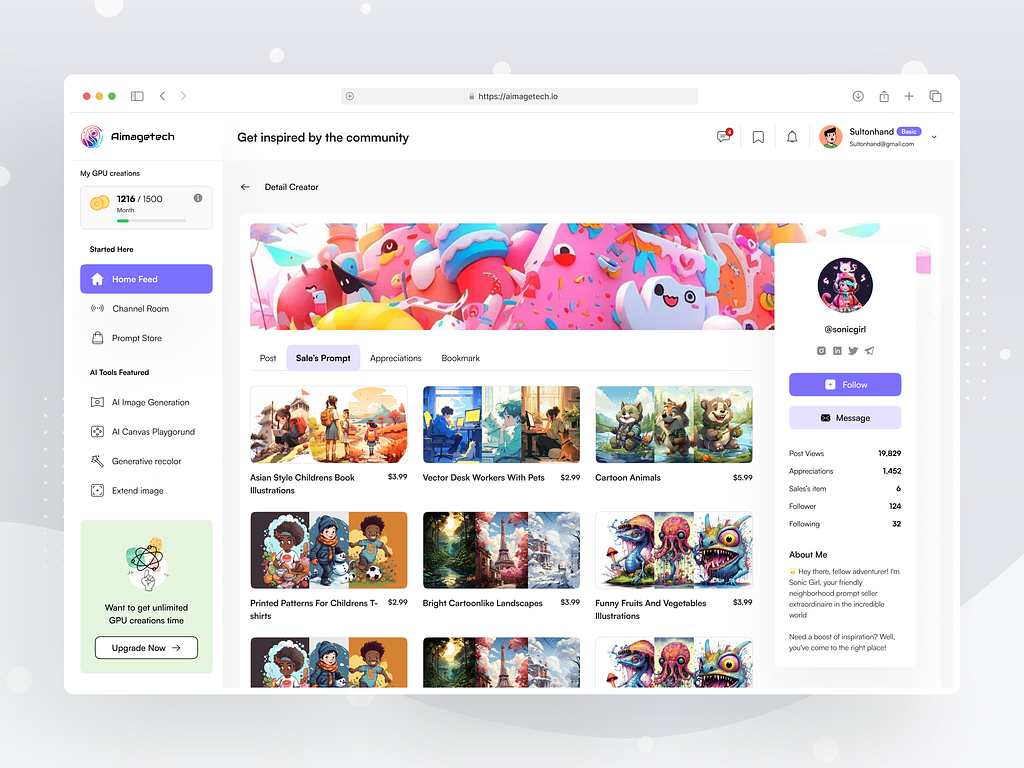 https://aimagetech.io
Aimagetech
Get inspired by the community
4
Sultonhand Basic
Sultonhand@gmail.com
My GPU creations
1216 / 1500
Month
Started Here
Home Feed
Channel Room
Prompt Store
AI Tools Featured
AI Image Generation
AI Canvas Playgorund
Generative recolor
Extend image
Want to get unlimited
GPU creations time
Upgrade Now
Detail Creator
Post
Sale's Prompt
Appreciations
Bookmark
Asian Style Childrens Book
Illustrations
$3.99
Vector Desk Workers With Pets
$2.99
Cartoon Animals
$5.99
Printed Patterns For Childrens T-
shirts
$2.99
Bright Cartoonlike Landscapes
$3.99
Funny Fruits And Vegetables
Illustrations
$3.99
@sonicgirl
Follow
Message
Post Views 19,829
Appreciations 1,452
Sales's item 6
Follower 124
Following 32
About Me
Hey there, fellow adventurer! I'm
Sonic Girl, your friendly
neighborhood prompt seller
extraordinaire in the incredible
world
Need a boost of inspiration? Well,
you've come to the right place!